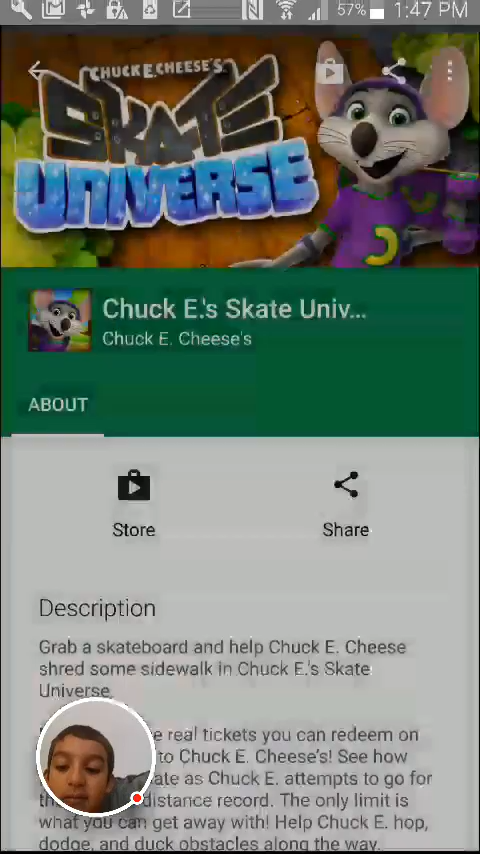 57% 1:47 PM
CHUCK E. CHEESE'S
SKATE
UNIVERSE
Chuck E.'s Skate Univ...
Chuck E. Cheese's
ABOUT
Store
Share
Description
Grab a skateboard and help Chuck E. Cheese
shred some sidewalk in Chuck E.'s Skate
Universe.
real tickets you can redeem on
to Chuck E. Cheese's! See how
as Chuck E. attempts to go for
distance record. The only limit is
what you can get away with! Help Chuck E. hop,
dodge, and duck obstacles along the way.